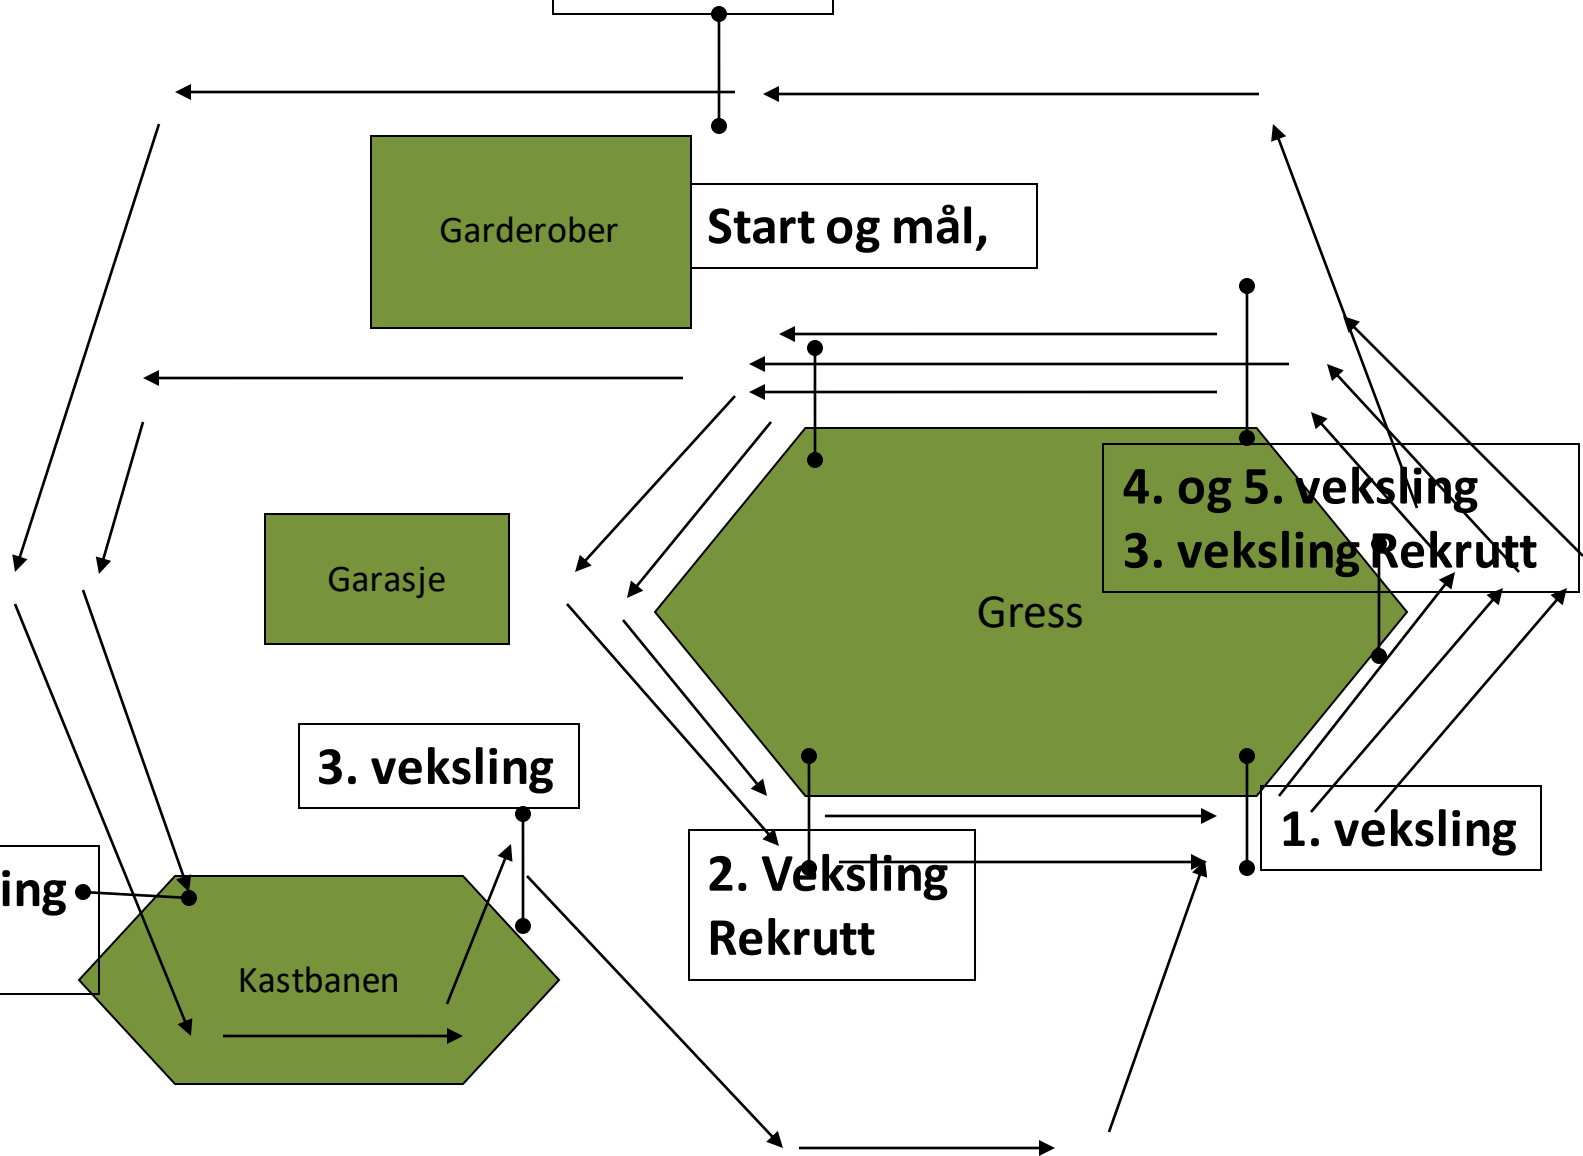 Garderober
Start og mål,
4. og 5. veksling
3. veksling Rekrutt
Garasje
Gress
3. veksling
1. veksling
2. Veksling
Rekrutt
ing
Kastbanen